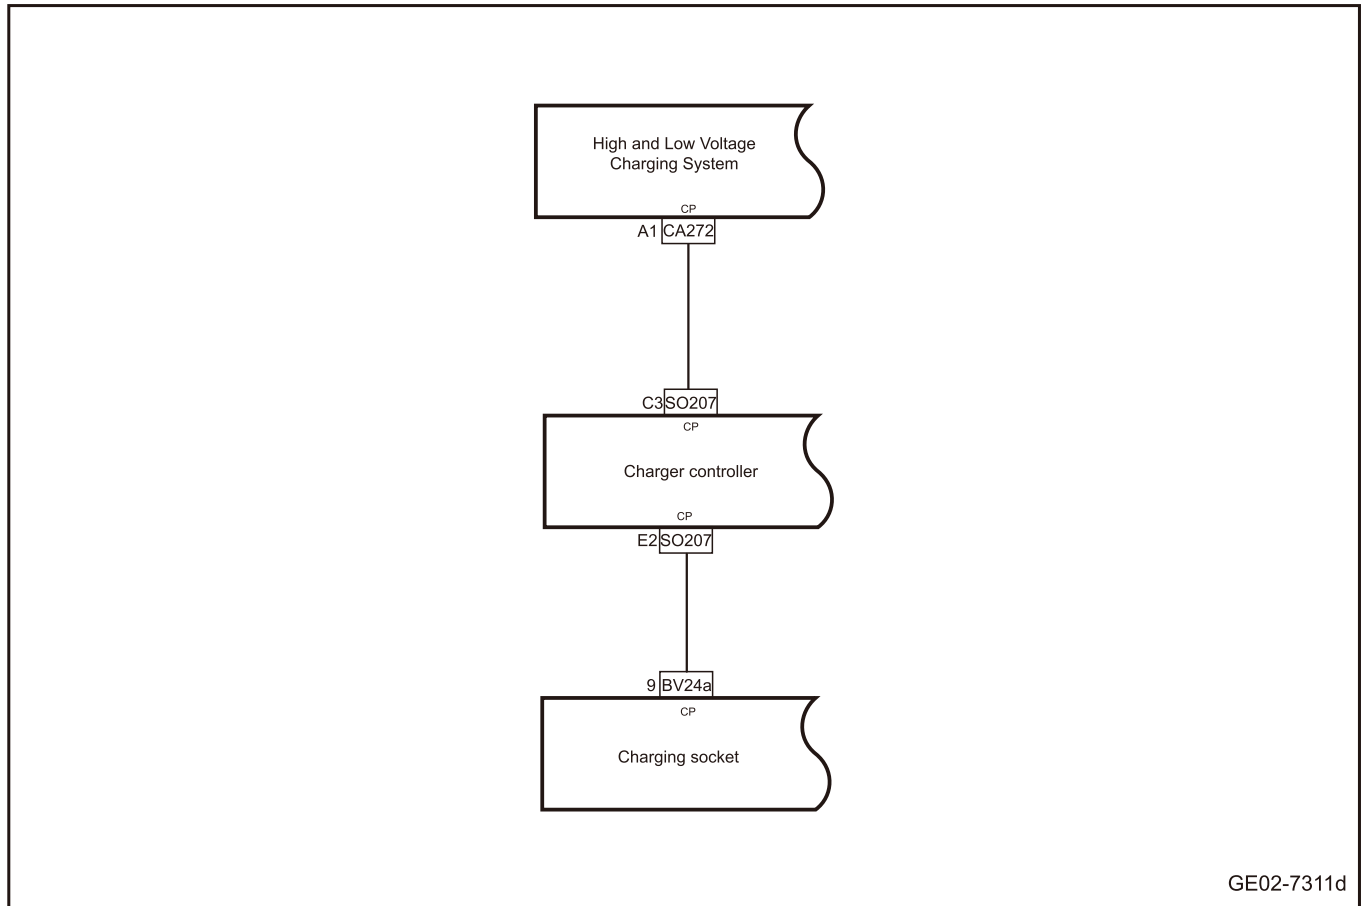 High and Low Voltage
Charging System
CP
A1 CA272
C3 SO207
CP
Charger controller
CP
E2 SO207
9 BV24a
CP
Charging socket
GE02-7311d